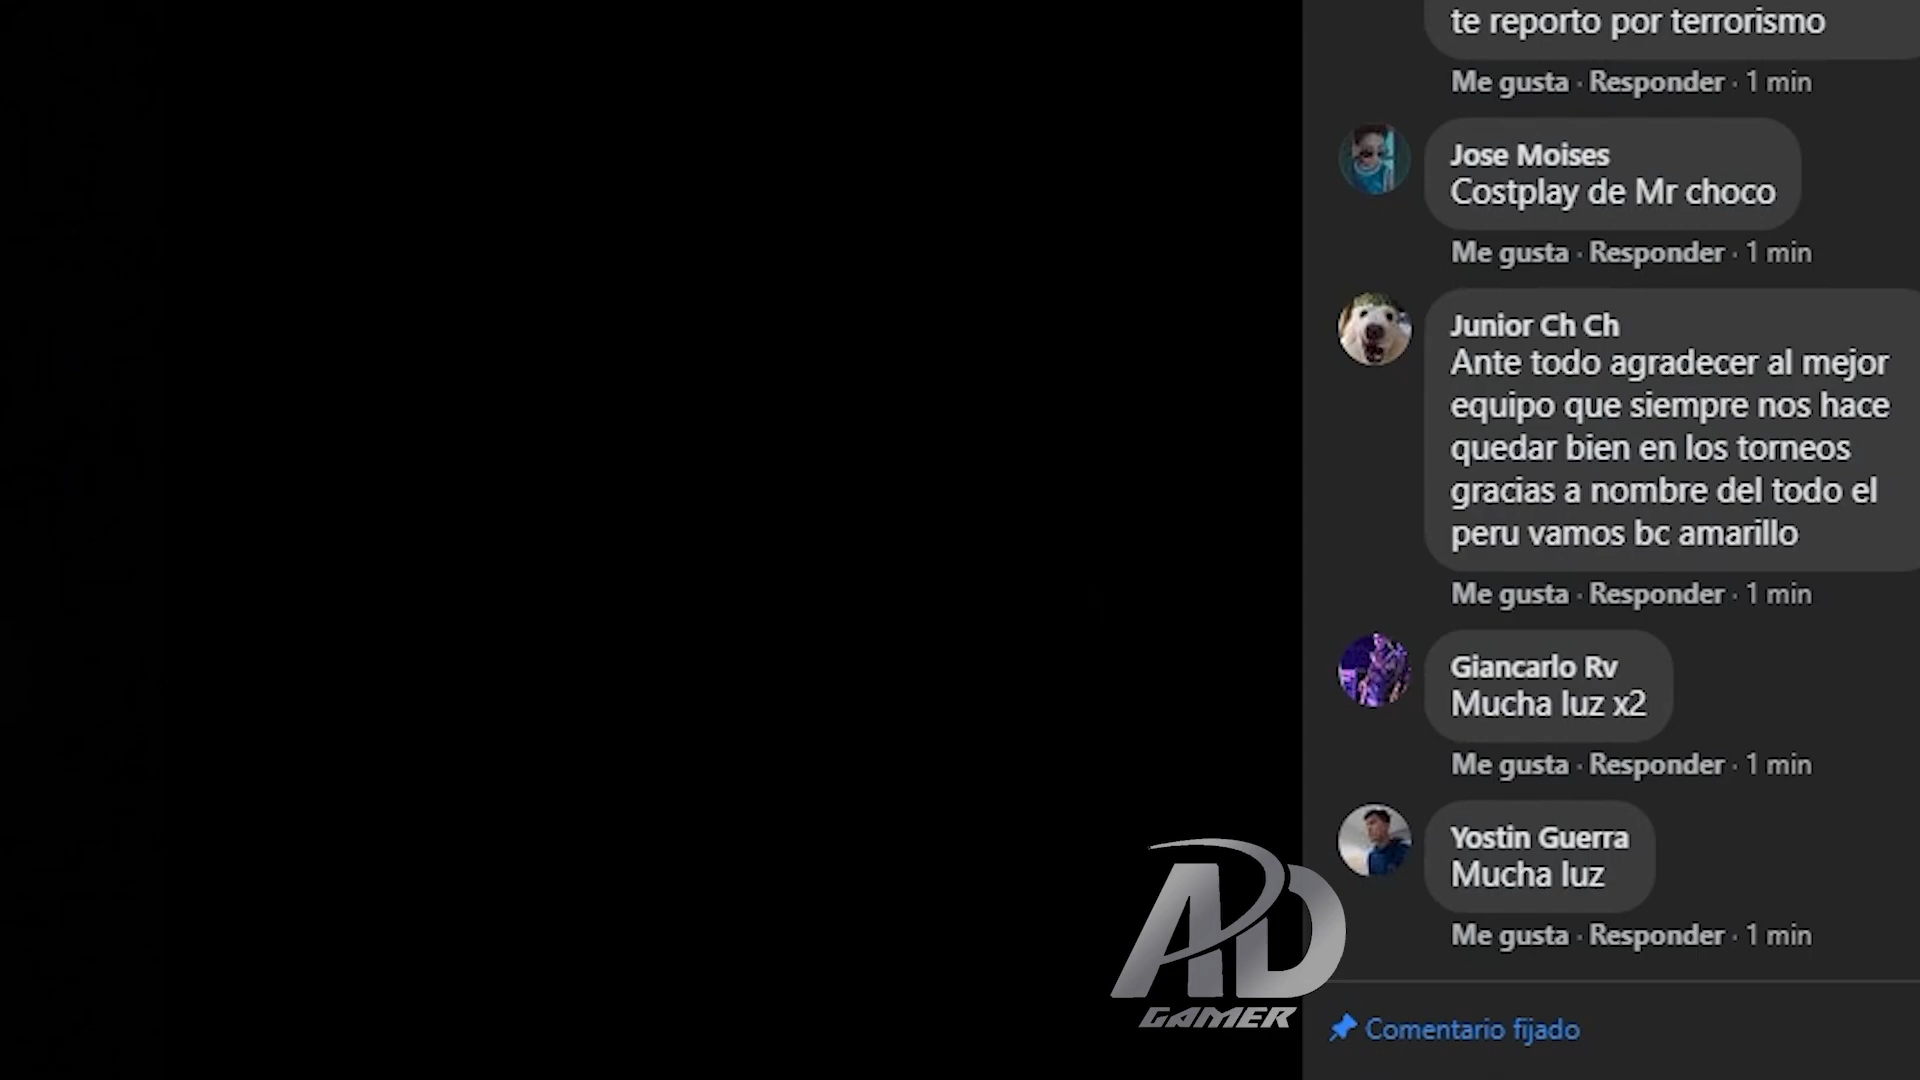 te reporto por terrorismo
Me gusta · Responder · 1 min
Jose Moises
Costplay de Mr choco
Me gusta · Responder · 1 min
Junior Ch Ch
Ante todo agradecer al mejor
equipo que siempre nos hace
quedar bien en los torneos
gracias a nombre del todo el
peru vamos bc amarillo
Me gusta · Responder · 1 min
Giancarlo Rv
Mucha luz x2
Me gusta · Responder · 1 min
Yostin Guerra
Mucha luz
Me gusta · Responder · 1 min
AD
GAMER
Comentario fijado